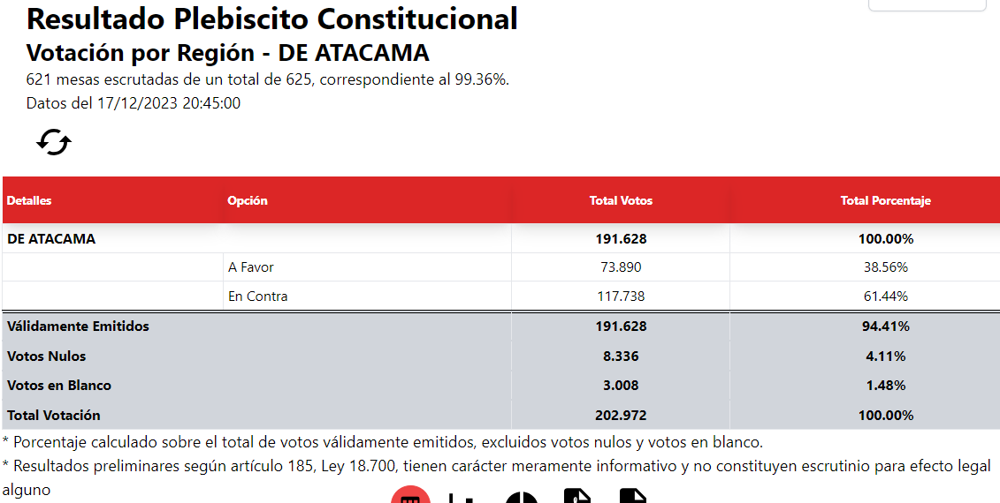 Resultado Plebiscito Constitucional
Votación por Región - DE ATACAMA
621 mesas escrutadas de un total de 625, correspondiente al 99.36%.
Datos del 17/12/2023 20:45:00
Detalles Opción Total Votos Total Porcentaje
DE ATACAMA 191.628 100.00%
A Favor 73.890 38.56%
En Contra 117.738 61.44%
Válidamente Emitidos 191.628 94.41%
Votos Nulos 8.336 4.11%
Votos en Blanco 3.008 1.48%
Total Votación 202.972 100.00%
* Porcentaje calculado sobre el total de votos válidamente emitidos, excluidos votos nulos y votos en blanco.
* Resultados preliminares según artículo 185, Ley 18.700, tienen carácter meramente informativo y no constituyen escrutinio para efecto legal
alguno